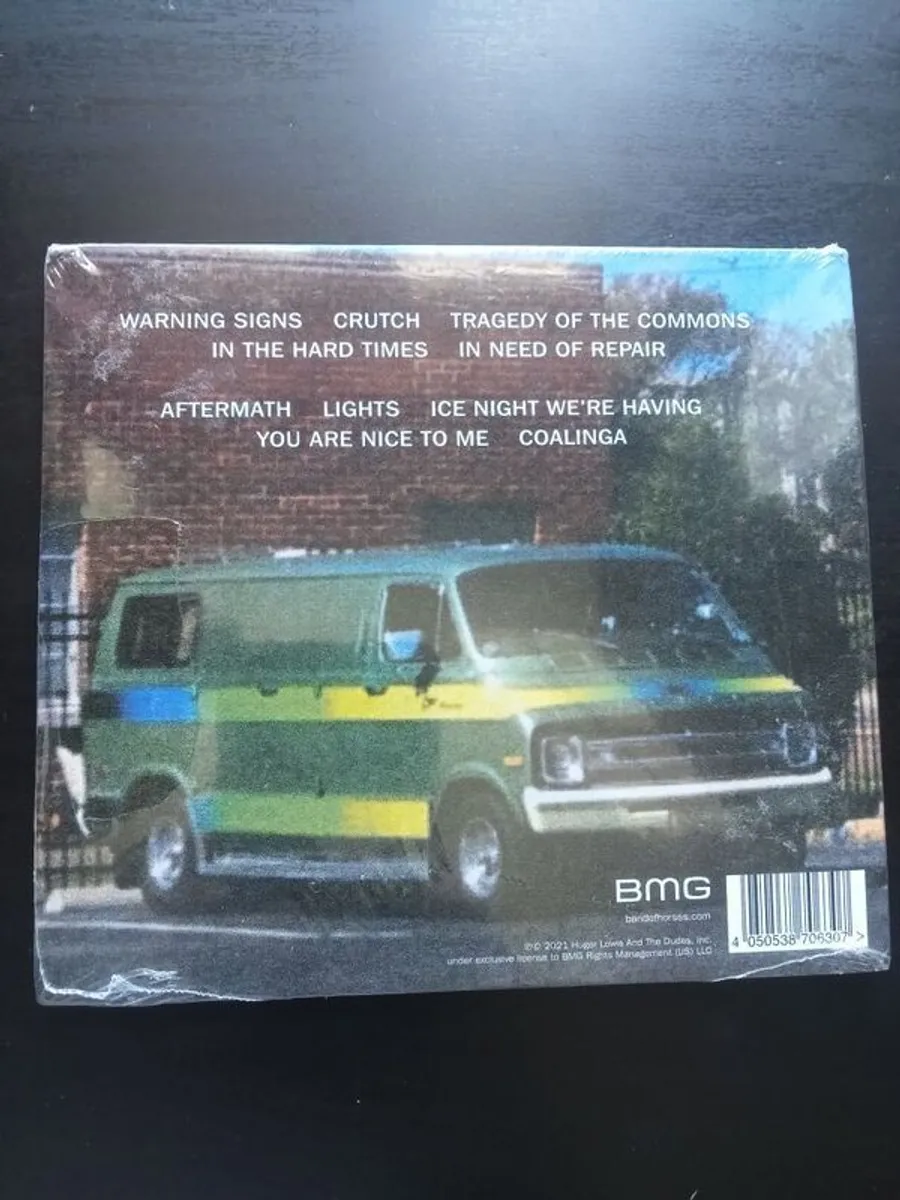 WARNING SIGNS CRUTCH TRAGEDY OF THE COMMONS
IN THE HARD TIMES IN NEED OF REPAIR
AFTERMATH LIGHTS ICE NIGHT WE'RE HAVING
YOU ARE NICE TO ME COALINGA
BMG
bandofhorses.com
℗© 2021 Huger Lewis And The Dudes, Inc.
under exclusive license to BMG Rights Management (US) LLC
4 050538 706307 >